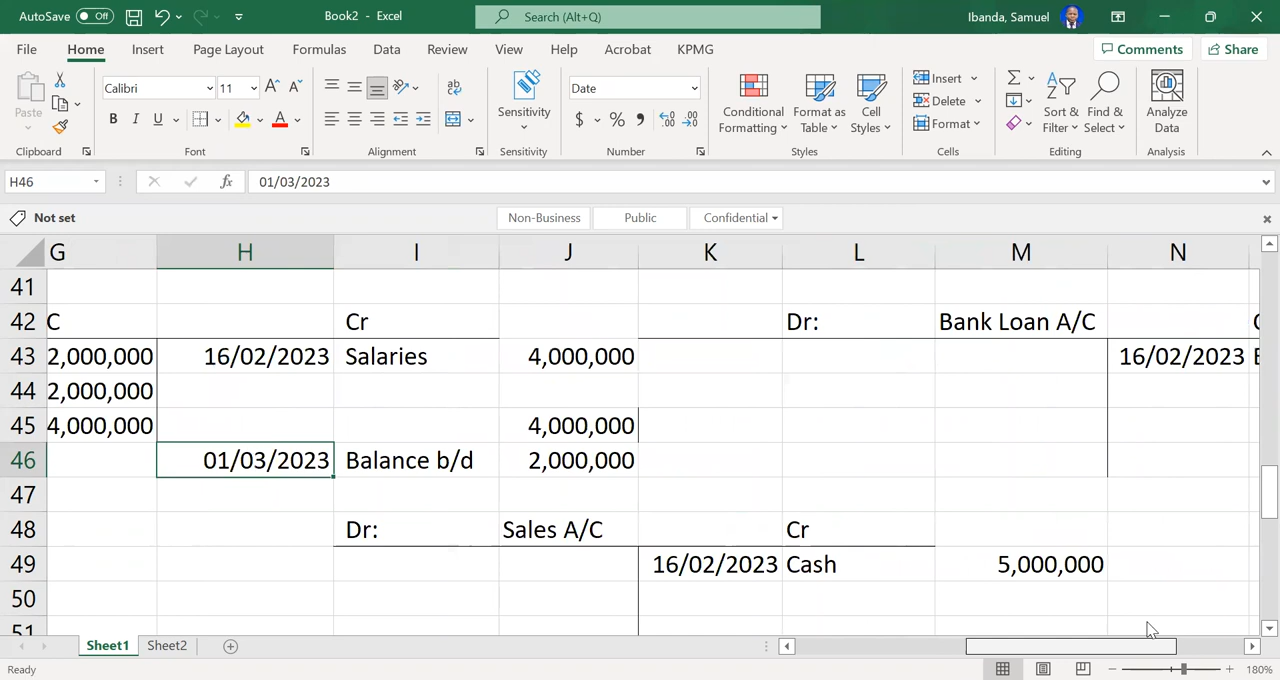 AutoSave Off Book2 - Excel Search (Alt+Q) Ibanda, Samuel
File Home Insert Page Layout Formulas Data Review View Help Acrobat KPMG Comments Share
Paste Calibri 11 A A Date Sensitivity Conditional Formatting Format as Table Cell Styles Insert Delete Format Sort & Filter Find & Select Analyze Data
B I U A $ %
Clipboard Font Alignment Sensitivity Number Styles Cells Editing Analysis
H46 fx 01/03/2023
Not set Non-Business Public Confidential
G H I J K L M N
41
42 C Cr Dr: Bank Loan A/C
43 2,000,000 16/02/2023 Salaries 4,000,000 16/02/2023
44 2,000,000
45 4,000,000 4,000,000
46 01/03/2023 Balance b/d 2,000,000
47
48 Dr: Sales A/C Cr
49 16/02/2023 Cash 5,000,000
50
51
Sheet1 Sheet2
Ready 180%